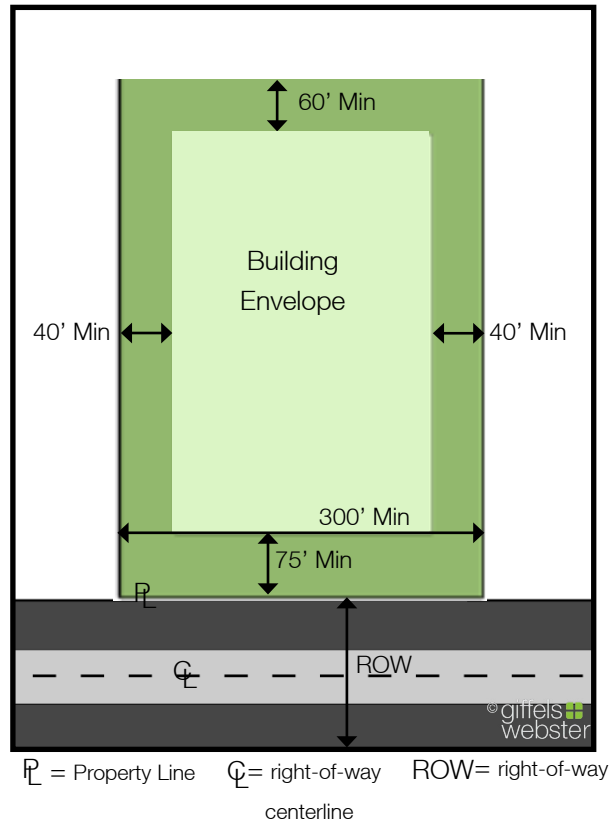 60’ Min
Building
Envelope
40’ Min
40’ Min
300’ Min
75’ Min
PL
CL
ROW
© giffels
webster
PL = Property Line CL= right-of-way ROW= right-of-way
centerline